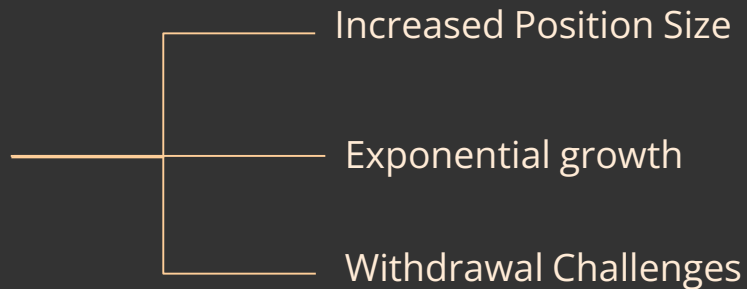 Increased Position Size
Exponential growth
Withdrawal Challenges